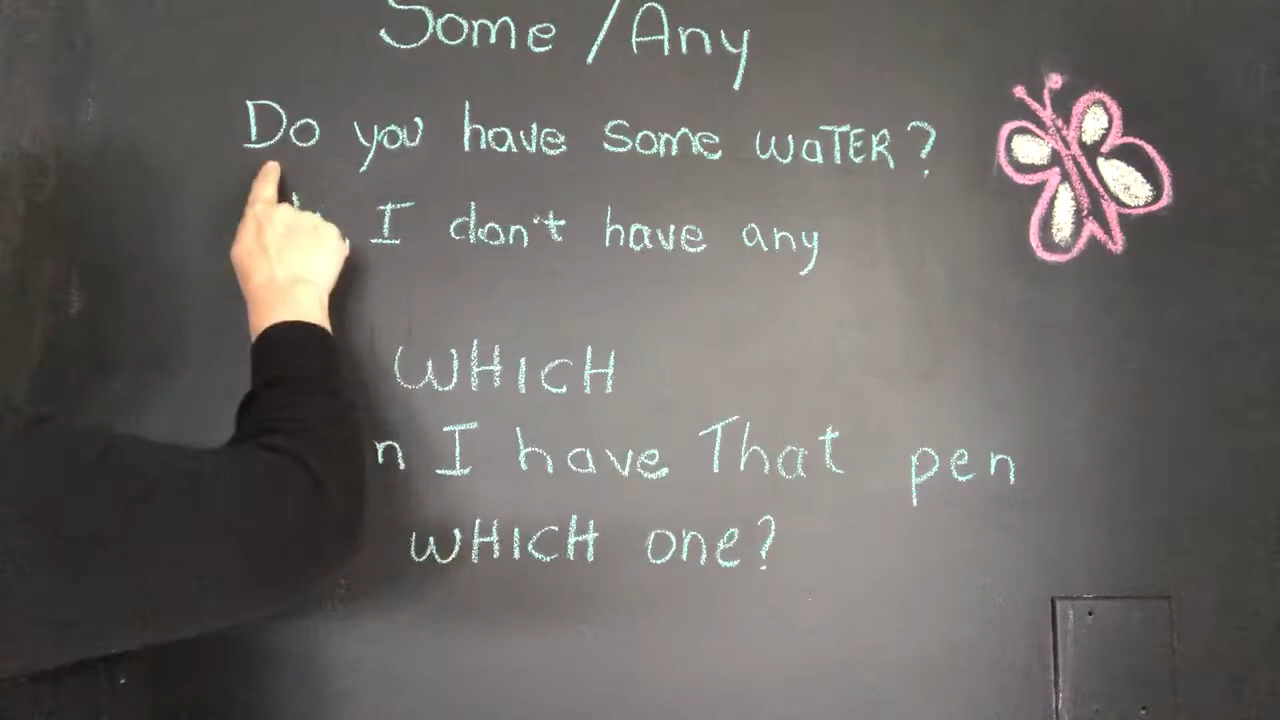 Some / Any
Do you have some waTER?
I don't have any
WHICH
I have That pen
WHICH one?